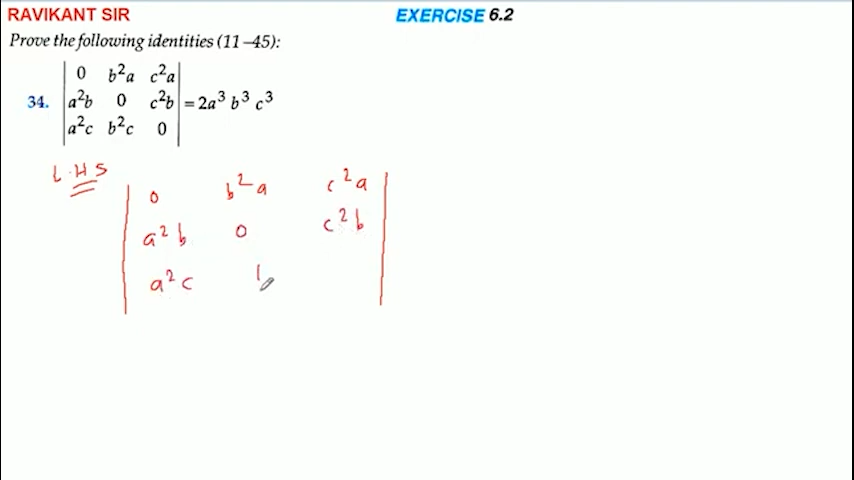 RAVIKANT SIR EXERCISE 6.2
Prove the following identities (11–45):
0 b²a c²a
34. a²b 0 c²b = 2a³ b³ c³
a²c b²c 0
L.H.S
0 b²a c²a
a²b 0 c²b
a²c